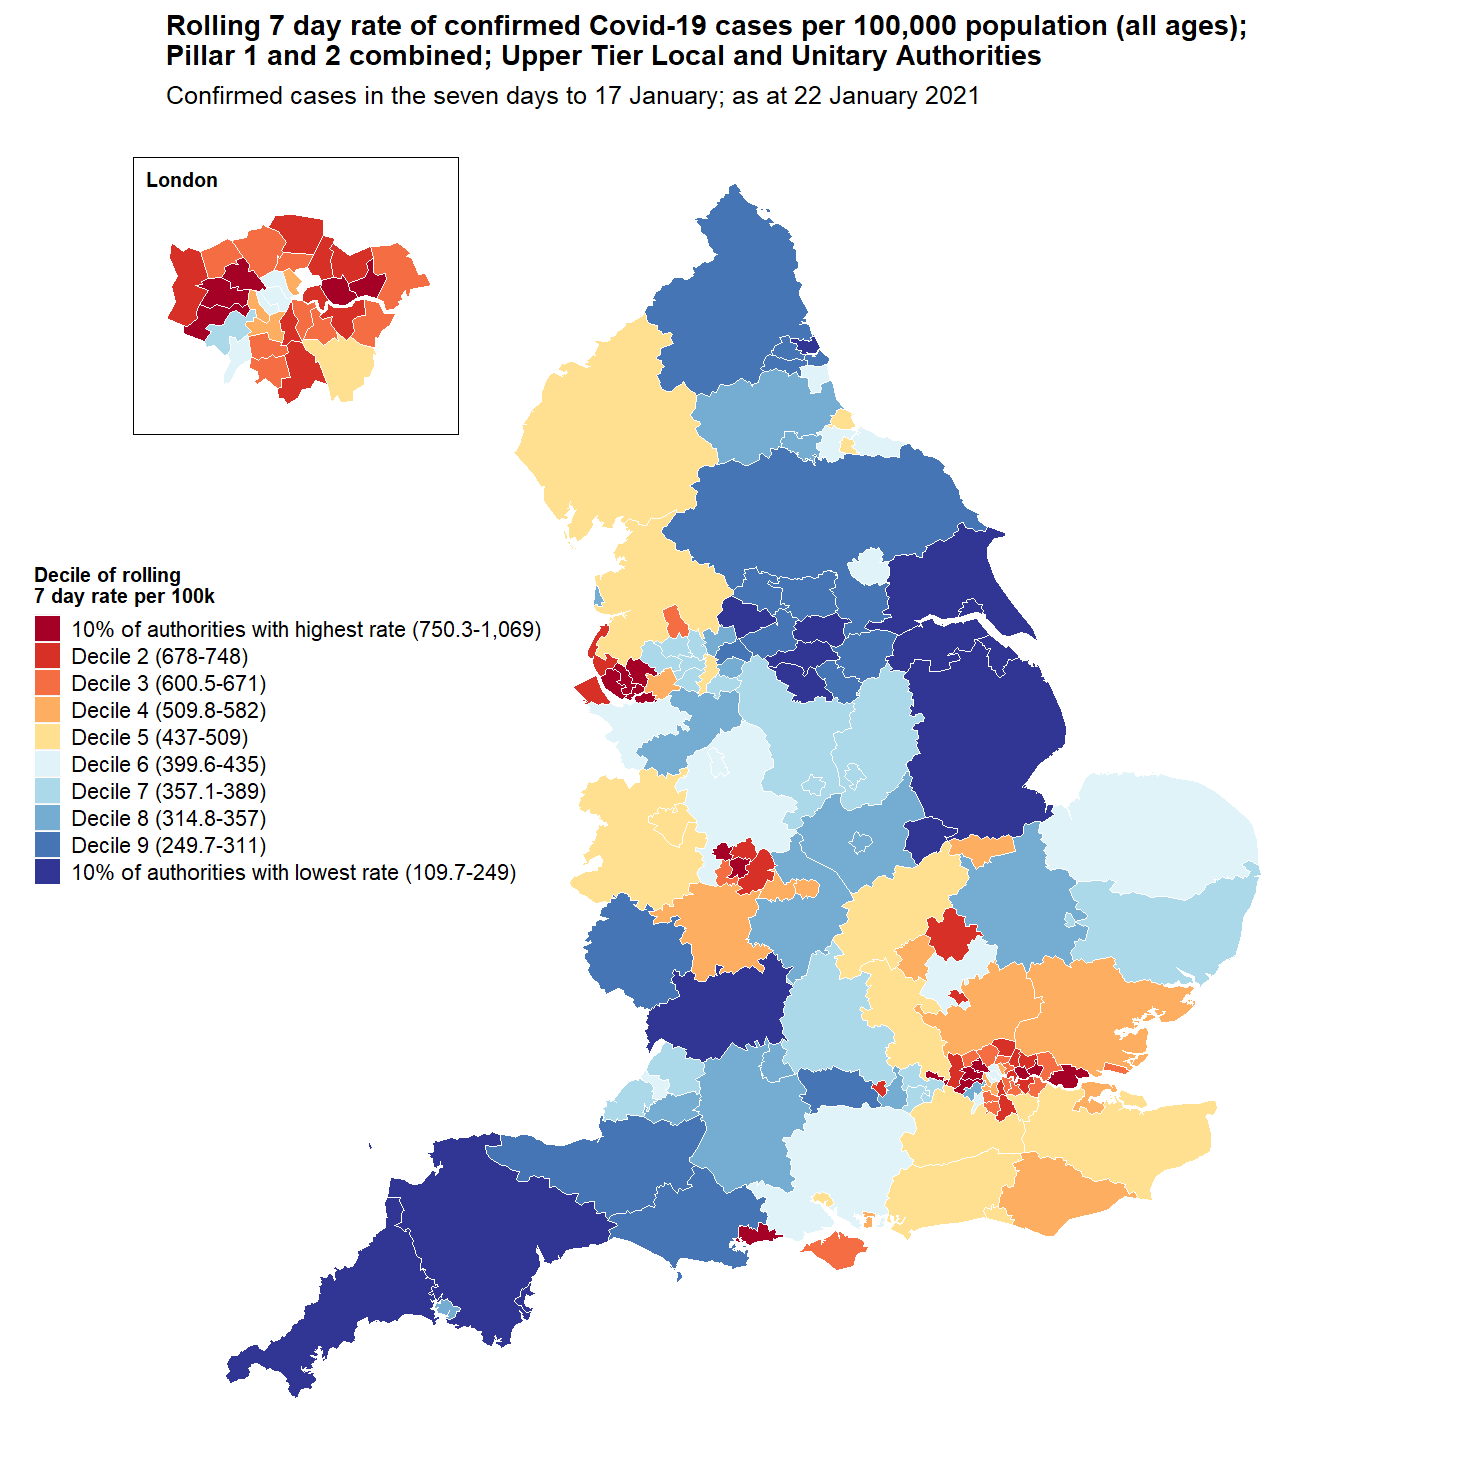 Rolling 7 day rate of confirmed Covid-19 cases per 100,000 population (all ages);
Pillar 1 and 2 combined; Upper Tier Local and Unitary Authorities
Confirmed cases in the seven days to 17 January; as at 22 January 2021
London
Decile of rolling
7 day rate per 100k
10% of authorities with highest rate (750.3-1,069)
Decile 2 (678-748)
Decile 3 (600.5-671)
Decile 4 (509.8-582)
Decile 5 (437-509)
Decile 6 (399.6-435)
Decile 7 (357.1-389)
Decile 8 (314.8-357)
Decile 9 (249.7-311)
10% of authorities with lowest rate (109.7-249)